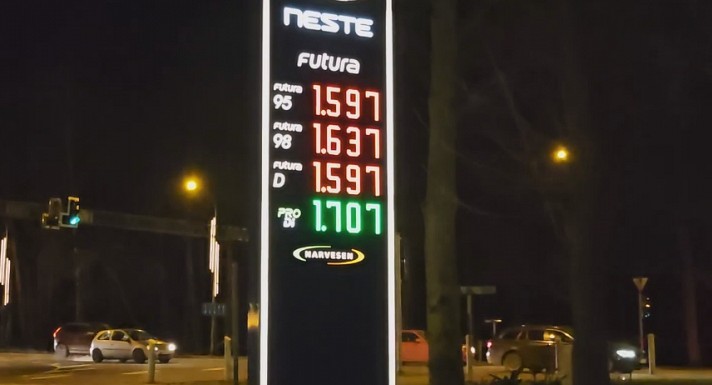 NESTE
Futura
Futura 95 1.597
Futura 98 1.637
Futura D 1.597
PRO DI 1.707
NARVESEN